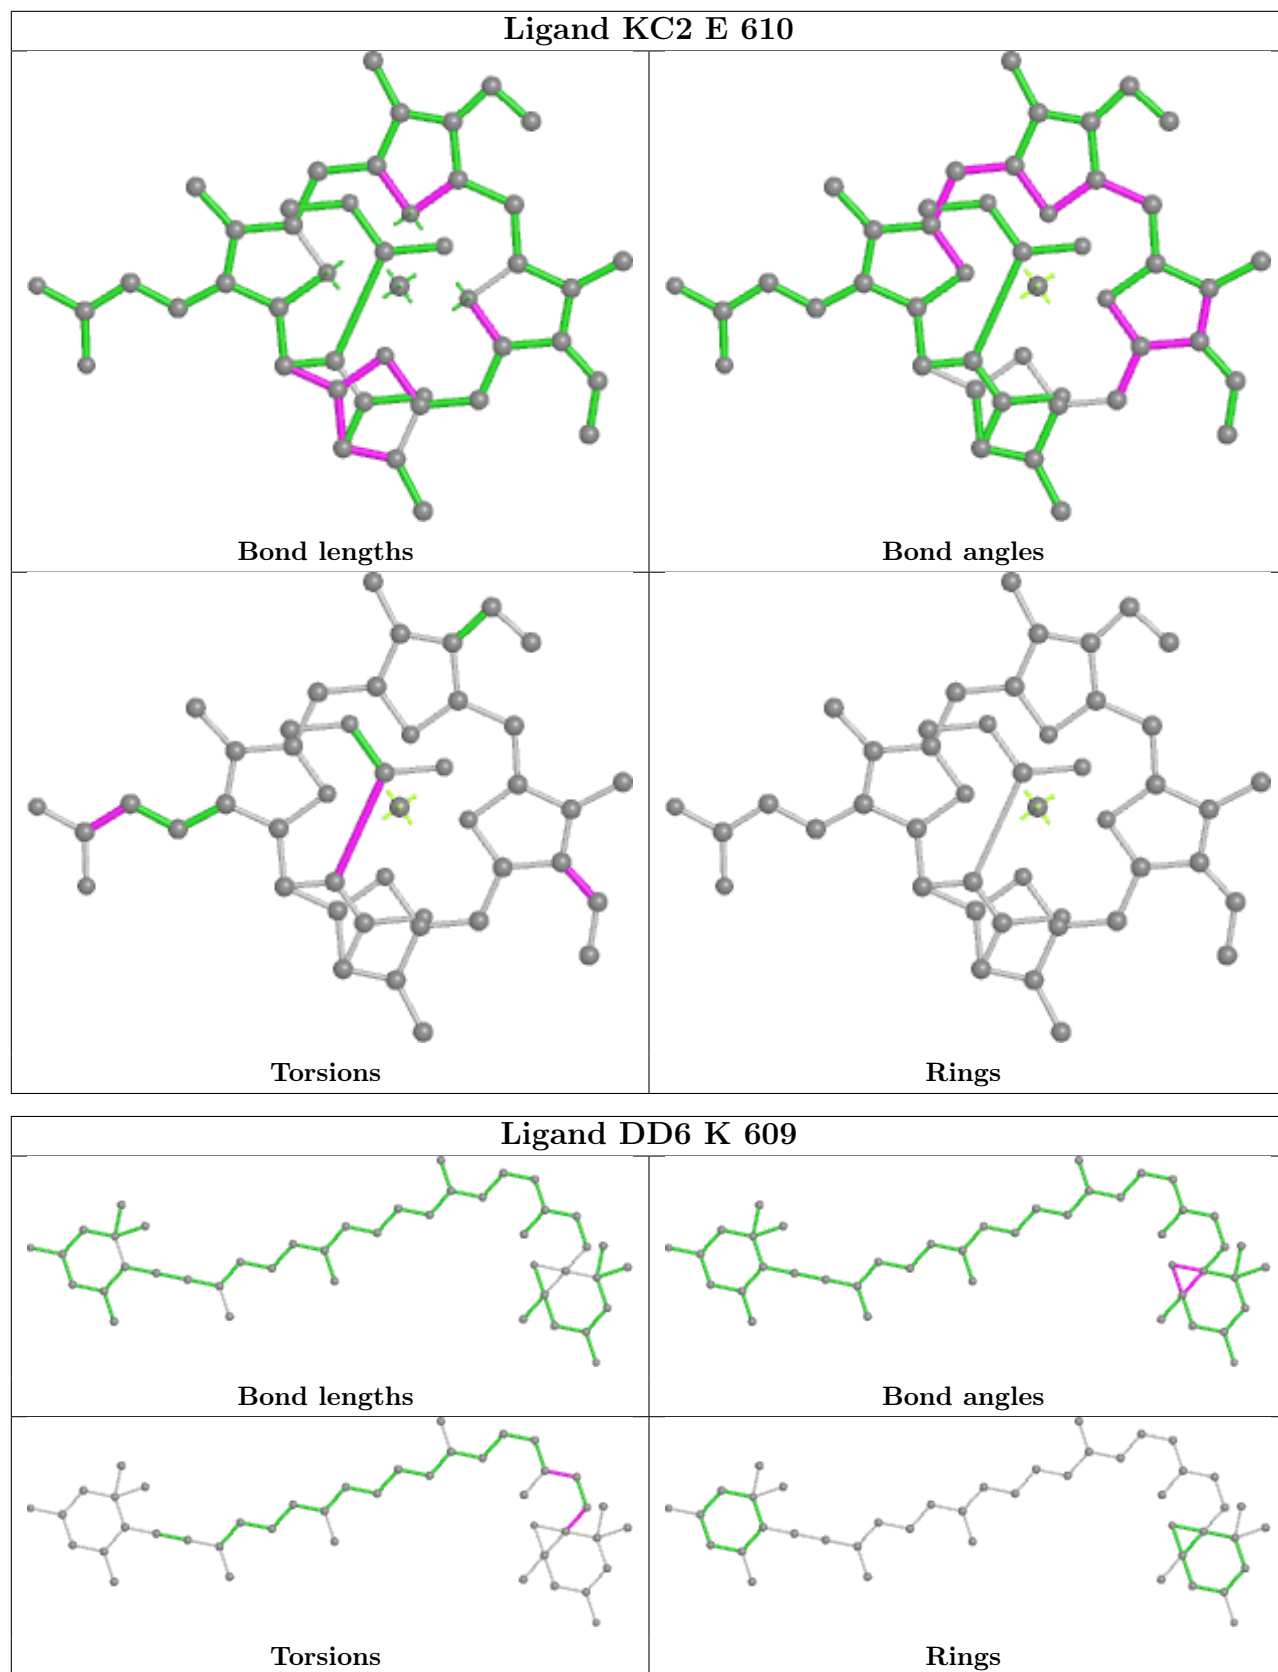 Ligand KC2 E 610
Bond lengths
Bond angles
Torsions
Rings
Ligand DD6 K 609
Bond lengths
Bond angles
Torsions
Rings